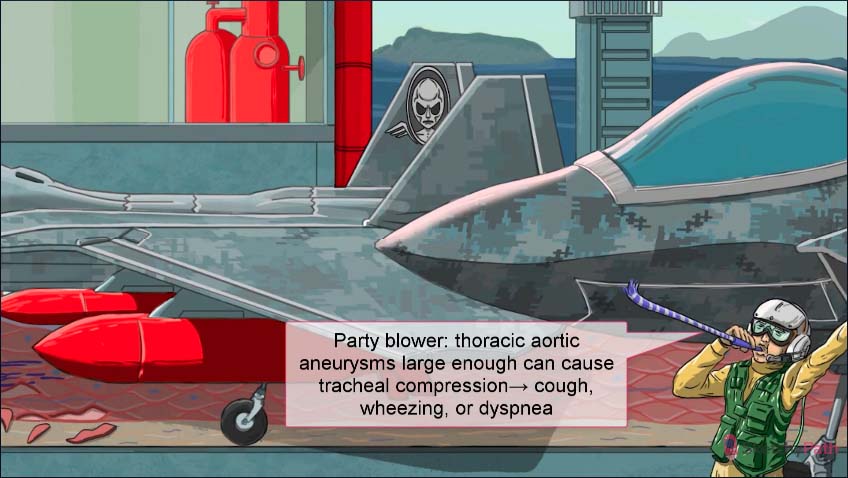 Party blower: thoracic aortic
aneurysms large enough can cause
tracheal compression→ cough,
wheezing, or dyspnea